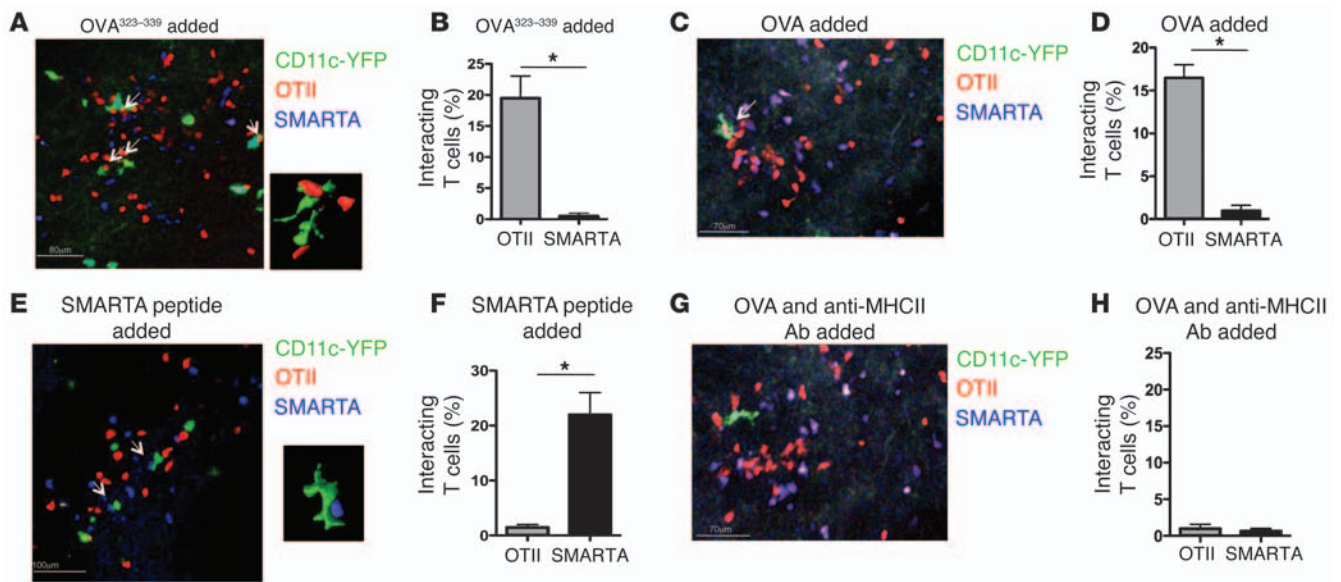 A
OVA³²³⁻³³⁹ added
CD11c-YFP
OTII
SMARTA
80µm
B
OVA³²³⁻³³⁹ added
Interacting
T cells (%)
25
20
15
10
5
0
*
OTII SMARTA
C
OVA added
CD11c-YFP
OTII
SMARTA
70µm
D
OVA added
Interacting
T cells (%)
20
15
10
5
0
*
OTII SMARTA
E
SMARTA peptide
added
CD11c-YFP
OTII
SMARTA
100µm
F
SMARTA peptide
added
Interacting
T cells (%)
30
20
10
0
*
OTII SMARTA
G
OVA and anti-MHCII
Ab added
CD11c-YFP
OTII
SMARTA
70µm
H
OVA and anti-MHCII
Ab added
Interacting
T cells (%)
25
20
15
10
5
0
OTII SMARTA